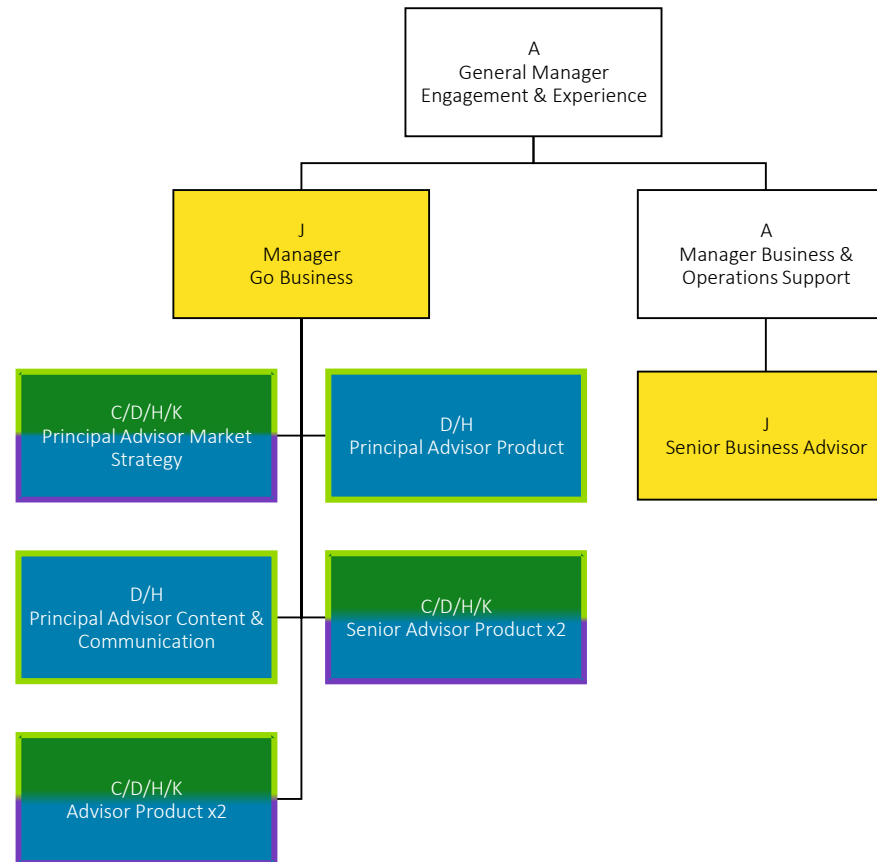 A
General Manager
Engagement & Experience
J
Manager
Go Business
A
Manager Business &
Operations Support
C/D/H/K
Principal Advisor Market
Strategy
D/H
Principal Advisor Product
J
Senior Business Advisor
D/H
Principal Advisor Content &
Communication
C/D/H/K
Senior Advisor Product x2
C/D/H/K
Advisor Product x2